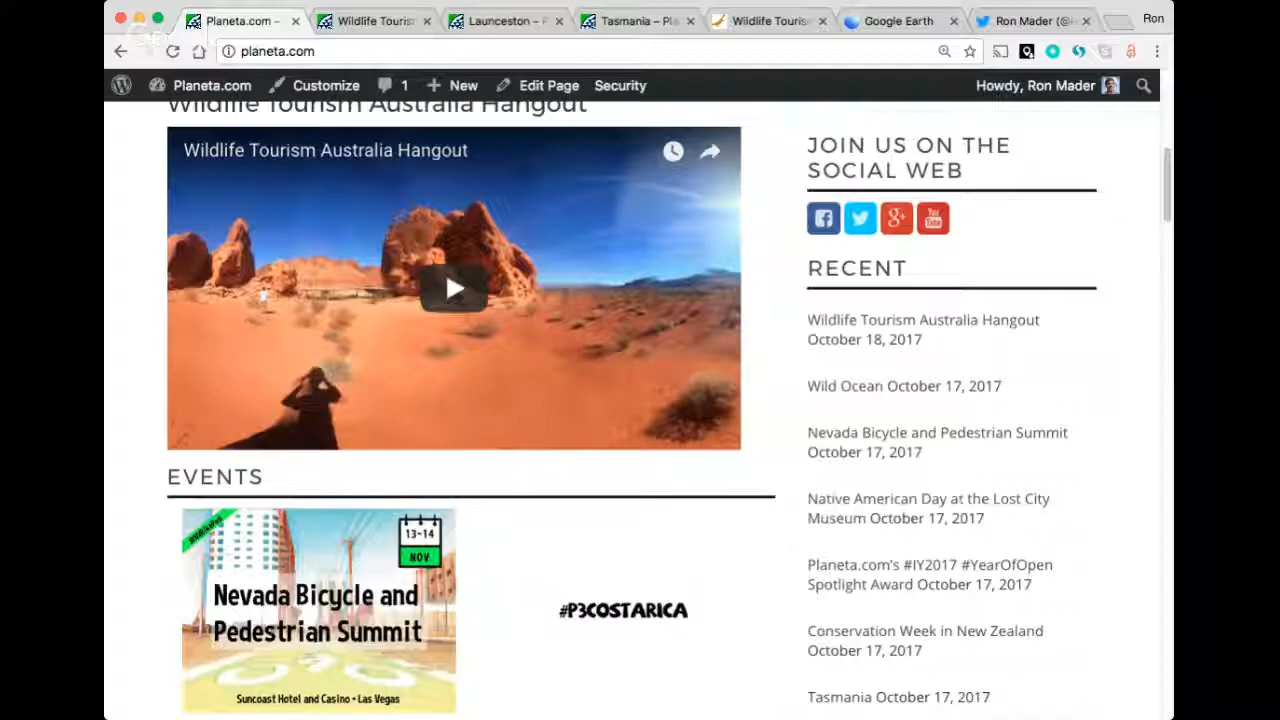 Planeta.com –
Wildlife Touris
Launceston – P
Tasmania – Pla
Wildlife Touris
Google Earth
Ron Mader (@
Ron
planeta.com
Planeta.com
Customize
1
New
Edit Page
Security
Howdy, Ron Mader
Wildlife Tourism Australia Hangout
Wildlife Tourism Australia Hangout
EVENTS
13-14
NOV
Nevada Bicycle and
Pedestrian Summit
Suncoast Hotel and Casino • Las Vegas
#P3COSTARICA
JOIN US ON THE
SOCIAL WEB
You
Tube
RECENT
Wildlife Tourism Australia Hangout
October 18, 2017
Wild Ocean October 17, 2017
Nevada Bicycle and Pedestrian Summit
October 17, 2017
Native American Day at the Lost City
Museum October 17, 2017
Planeta.com's #IY2017 #YearOfOpen
Spotlight Award October 17, 2017
Conservation Week in New Zealand
October 17, 2017
Tasmania October 17, 2017